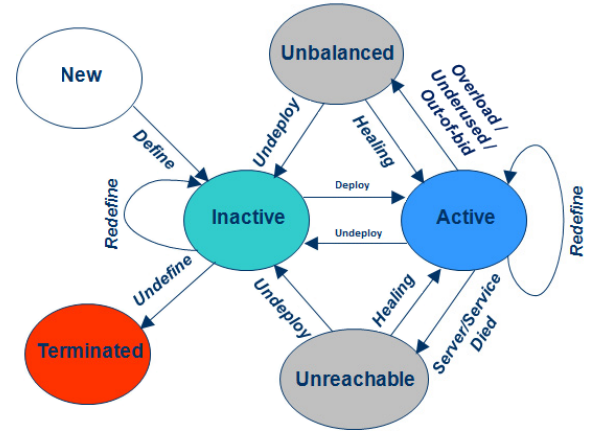 Unbalanced
New
Overload /
Underused /
Out-of-bid
Define
Undeploy
Healing
Redefine
Inactive
Deploy
Undeploy
Active
Redefine
Undefine
Undeploy
Healing
Server/Service
Died
Terminated
Unreachable